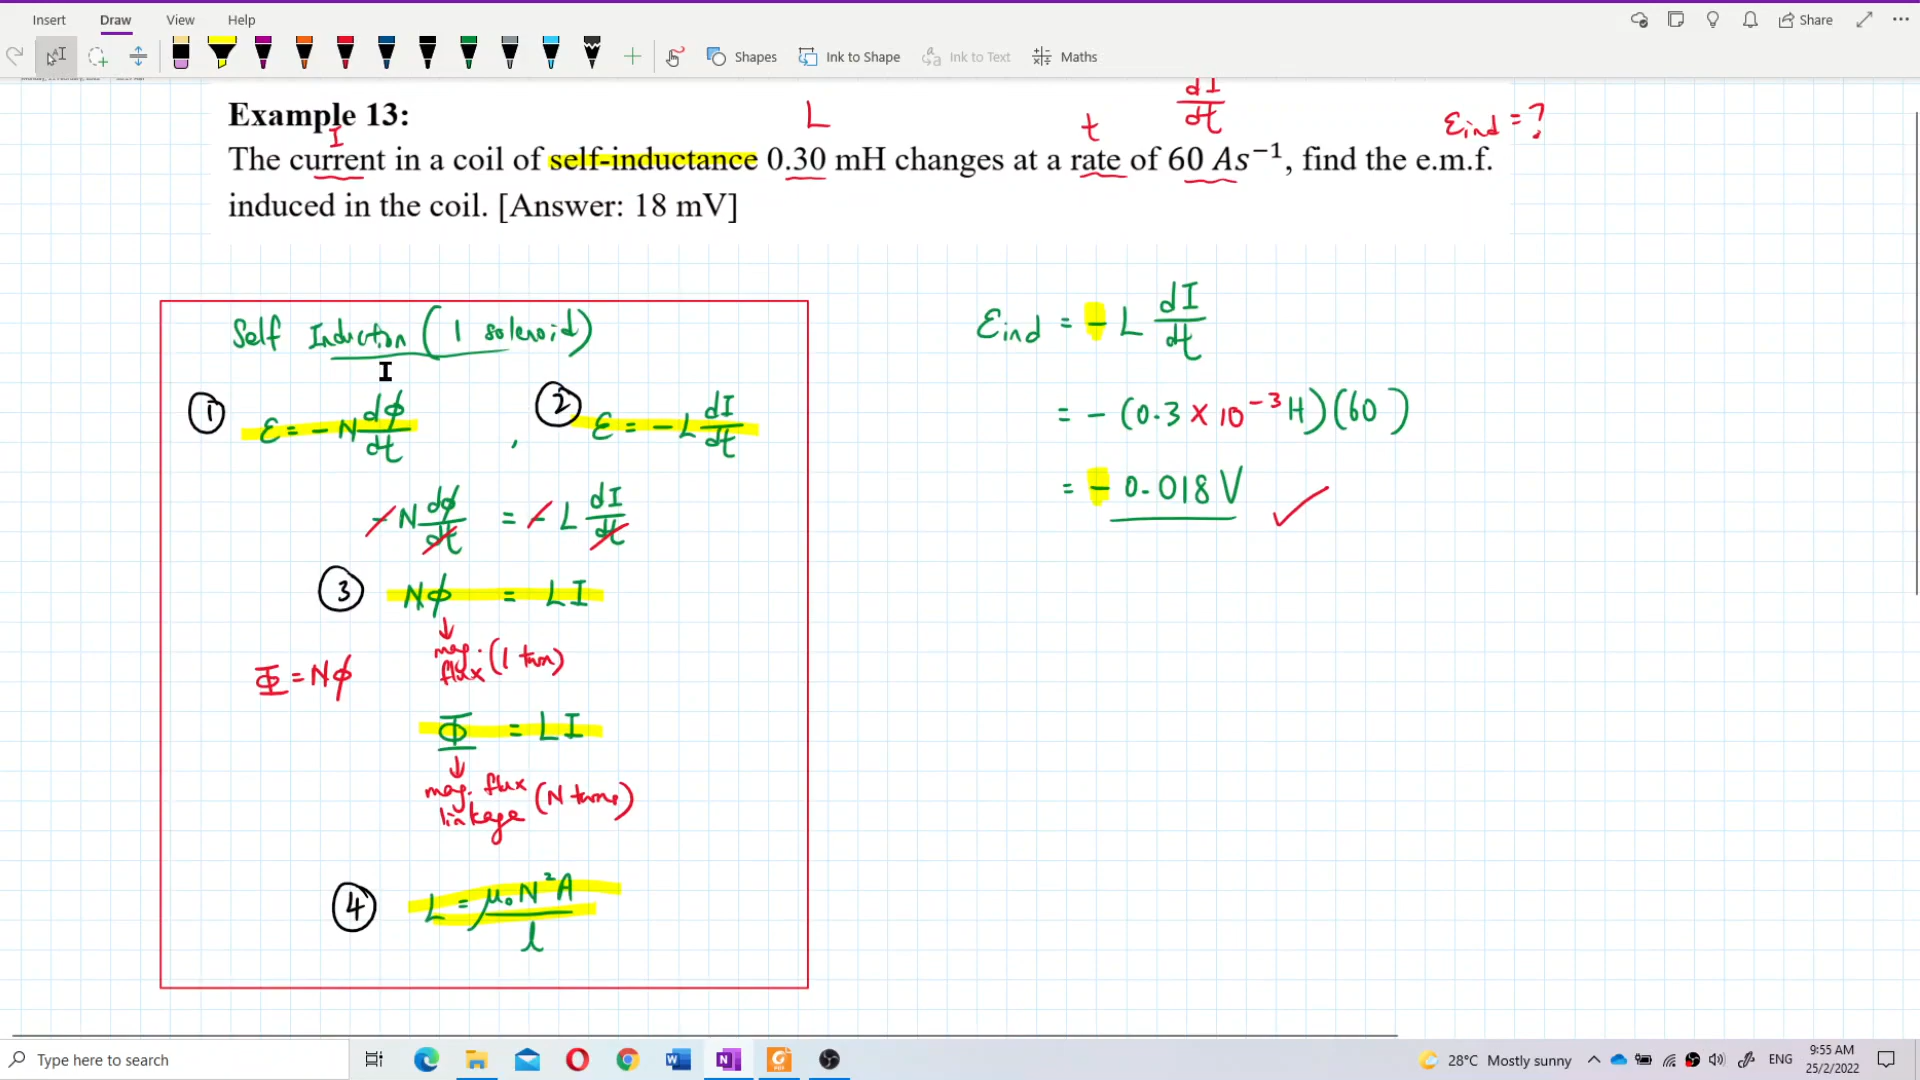 Insert Draw View Help
Share
Shapes Ink to Shape Ink to Text Maths
Example 13:
I L t dI/dt εind = ?
The current in a coil of self-inductance 0.30 mH changes at a rate of 60 As⁻¹, find the e.m.f.
induced in the coil. [Answer: 18 mV]
Self Induction (1 solenoid)
① ε = −N dϕ/dt , ② ε = −L dI/dt
−N dϕ/dt = −L dI/dt
③ Nϕ = LI
↓
mag. flux (1 turn)
Φ = Nϕ
Φ = LI
↓
mag. flux linkage (N turns)
④ L = μ₀N²A/l
εind = − L dI/dt
= − (0.3 × 10⁻³ H)(60)
= − 0.018 V ✓
Type here to search
28°C Mostly sunny
ENG
9:55 AM
25/2/2022